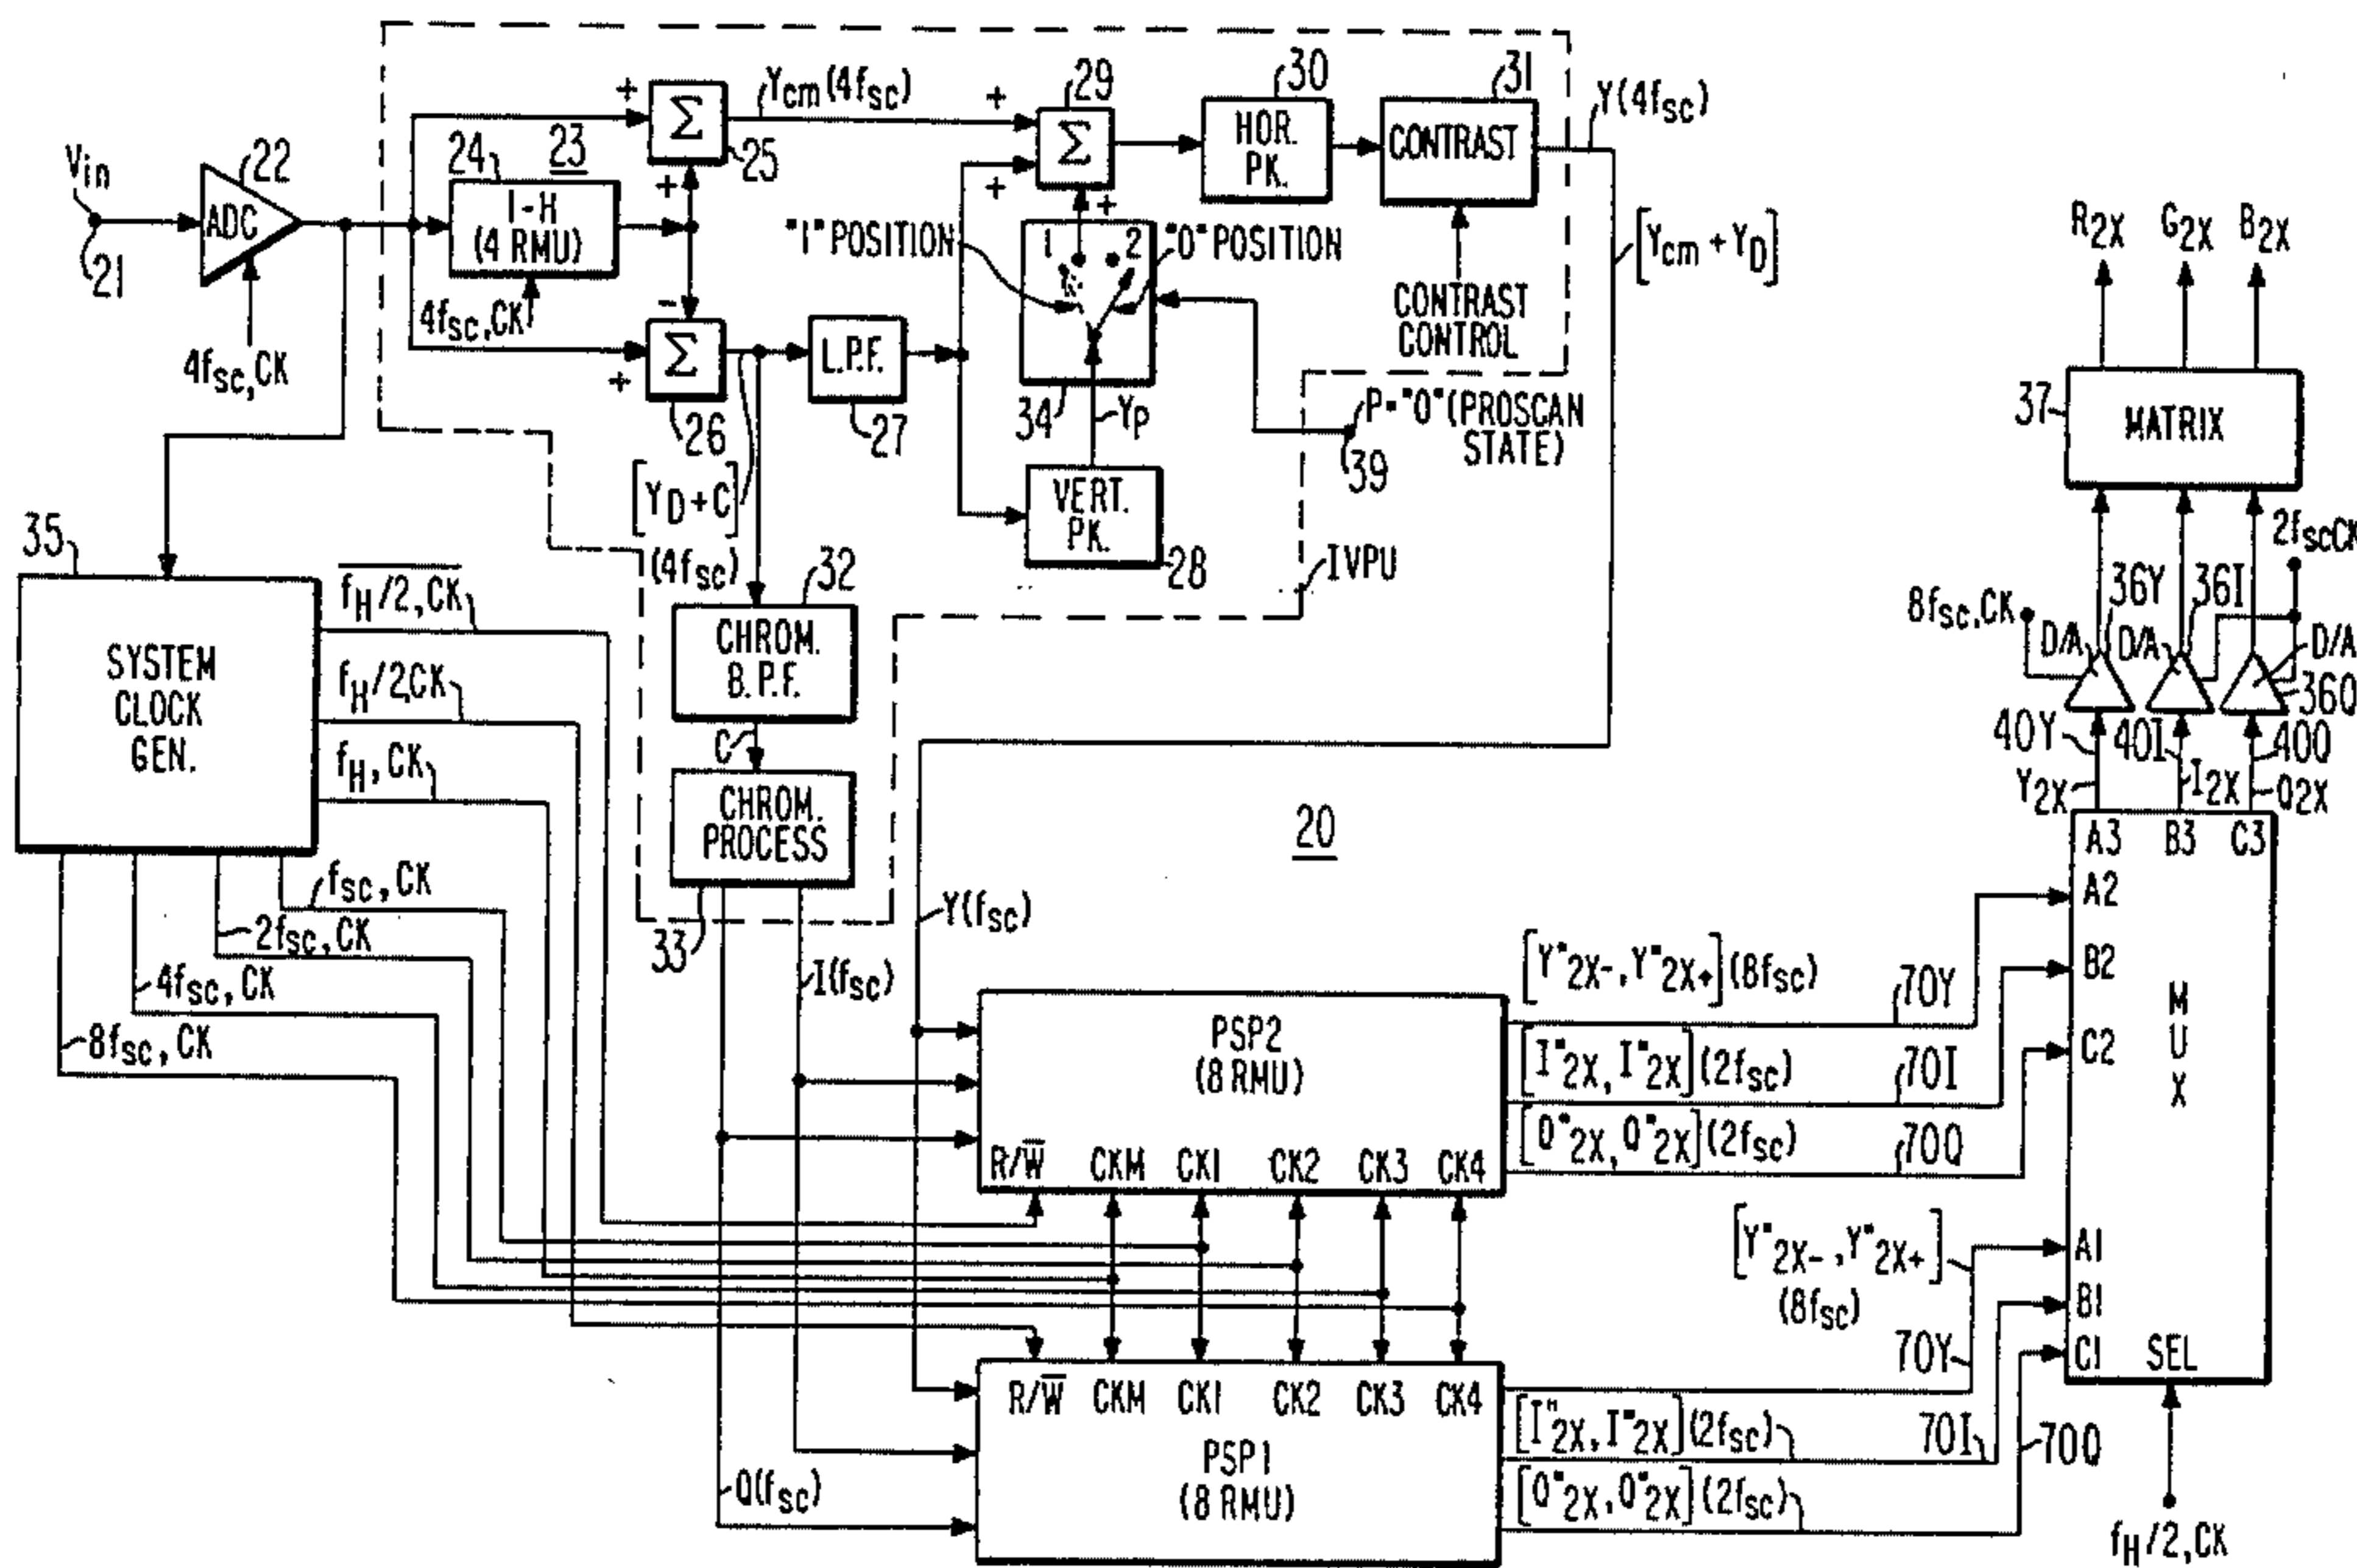 Vin
21
22
ADC
4fsc,CK
24
23
1-H
(4 RMU)
4fsc,CK
+
Σ
25
+
Ycm(4fsc)
-
+
Σ
26
[YD+C]
(4fsc)
L.P.F.
27
+
+
29
Σ
+
30
HOR.
PK.
31
CONTRAST
CONTRAST
CONTROL
Y(4fsc)
[Ycm+YD]
"1" POSITION
1
2
"0" POSITION
34
Yp
VERT.
PK.
28
P="0"(PROSCAN
STATE)
39
IVPU
32
CHROM.
B.P.F.
C
CHROM.
PROCESS
33
35
SYSTEM
CLOCK
GEN.
fH/2,CK
fH/2,CK
fH,CK
fsc,CK
2fsc,CK
4fsc,CK
8fsc,CK
Y(fsc)
I(fsc)
Q(fsc)
20
PSP2
(8 RMU)
R/W CKM CK1 CK2 CK3 CK4
[Y"2X-,Y"2X+](8fsc)
70Y
[I"2X,I"2X](2fsc)
70I
[Q"2X,Q"2X](2fsc)
70Q
R/W CKM CK1 CK2 CK3 CK4
PSP1
(8 RMU)
[Y"2X-,Y"2X+]
(8fsc)
70Y
[I"2X,I"2X](2fsc)
70I
[Q"2X,Q"2X](2fsc)
70Q
R2X G2X B2X
37
MATRIX
2fscCK
8fsc,CK
36Y
36I
D/A
D/A
D/A
36Q
40Y
40I
40Q
Y2X
I2X
Q2X
A3 B3 C3
A2
B2
C2
MUX
A1
B1
C1
SEL
fH/2,CK